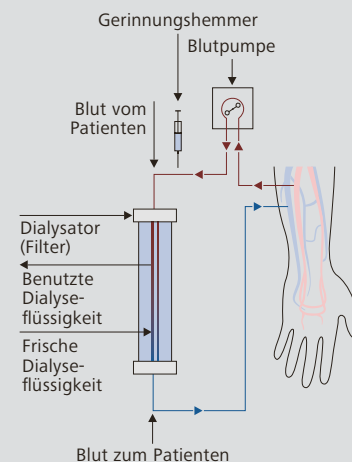 Gerinnungshemmer
Blutpumpe
Blut vom
Patienten
Dialysator
(Filter)
Benutzte
Dialyse-
flüssigkeit
Frische
Dialyse-
flüssigkeit
Blut zum Patienten